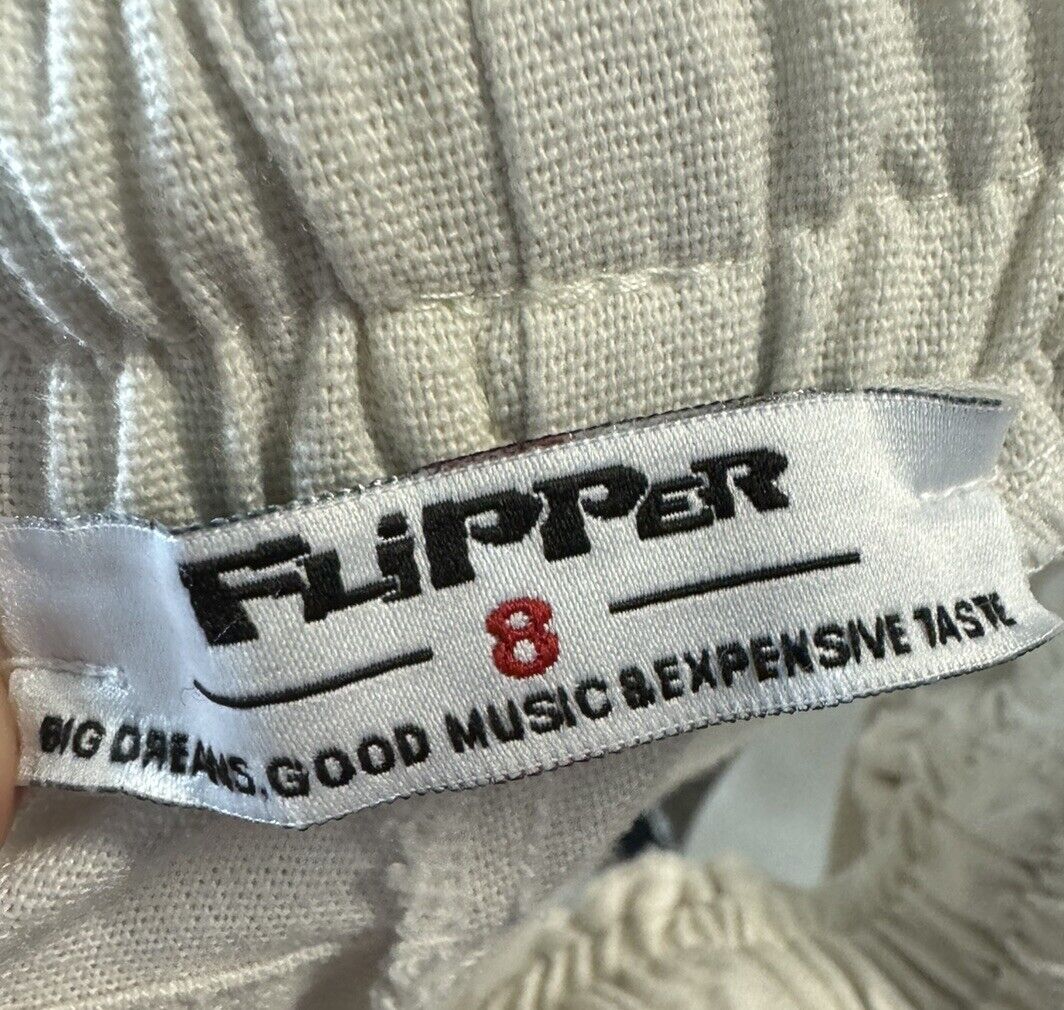 FLiPPER
8
BIG DREAMS,GOOD MUSIC &EXPENSIVE TASTE